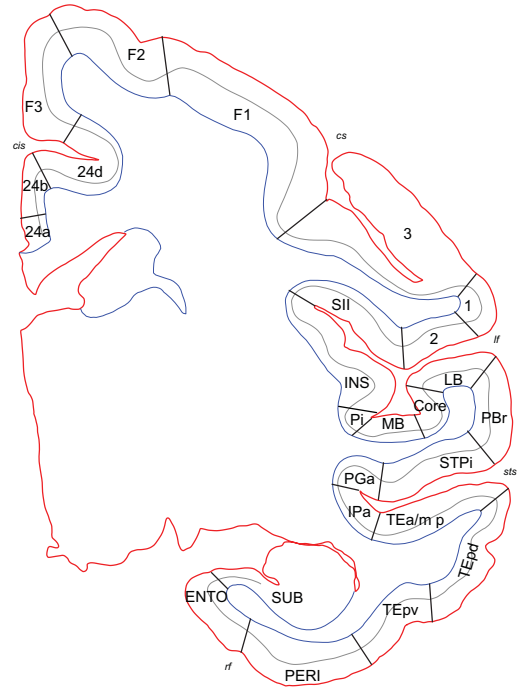 F2
F3
F1
cs
cis
24d
24b
24a
3
1
SII
2
lf
INS
LB
Core
PBr
Pi
MB
STPi
sts
PGa
IPa
TEa/m p
TEpd
ENTO
SUB
TEpv
rf
PERI